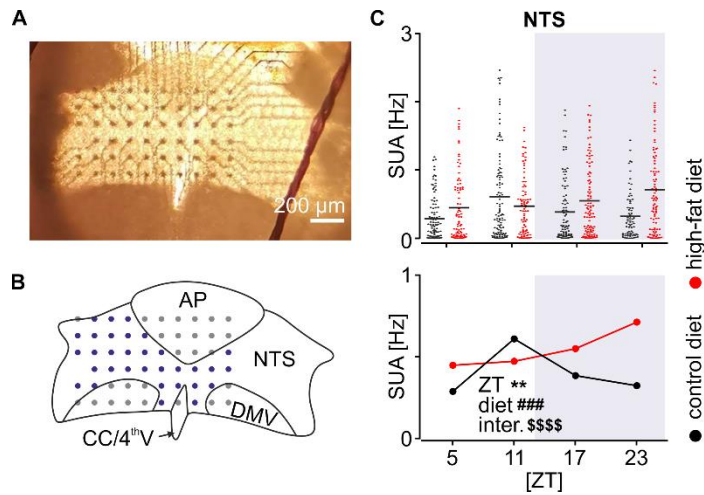 A
200 µm
B
AP
NTS
DMV
CC/4thV
C
NTS
3
SUA [Hz]
0
1
SUA [Hz]
0
ZT **
diet ###
inter. $$$$
5 11 17 23
[ZT]
high-fat diet
control diet